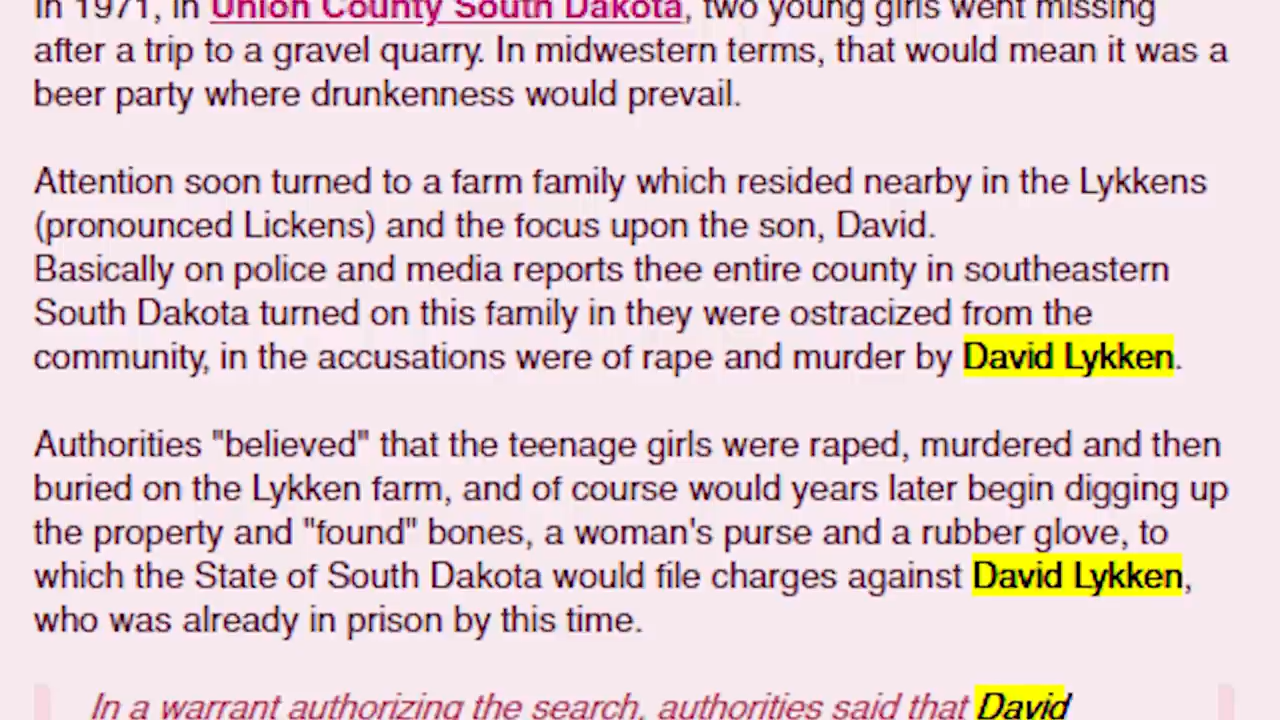 In 1971, in Union County South Dakota, two young girls went missing
after a trip to a gravel quarry. In midwestern terms, that would mean it was a
beer party where drunkenness would prevail.
Attention soon turned to a farm family which resided nearby in the Lykkens
(pronounced Lickens) and the focus upon the son, David.
Basically on police and media reports thee entire county in southeastern
South Dakota turned on this family in they were ostracized from the
community, in the accusations were of rape and murder by David Lykken.
Authorities "believed" that the teenage girls were raped, murdered and then
buried on the Lykken farm, and of course would years later begin digging up
the property and "found" bones, a woman's purse and a rubber glove, to
which the State of South Dakota would file charges against David Lykken,
who was already in prison by this time.
In a warrant authorizing the search, authorities said that David